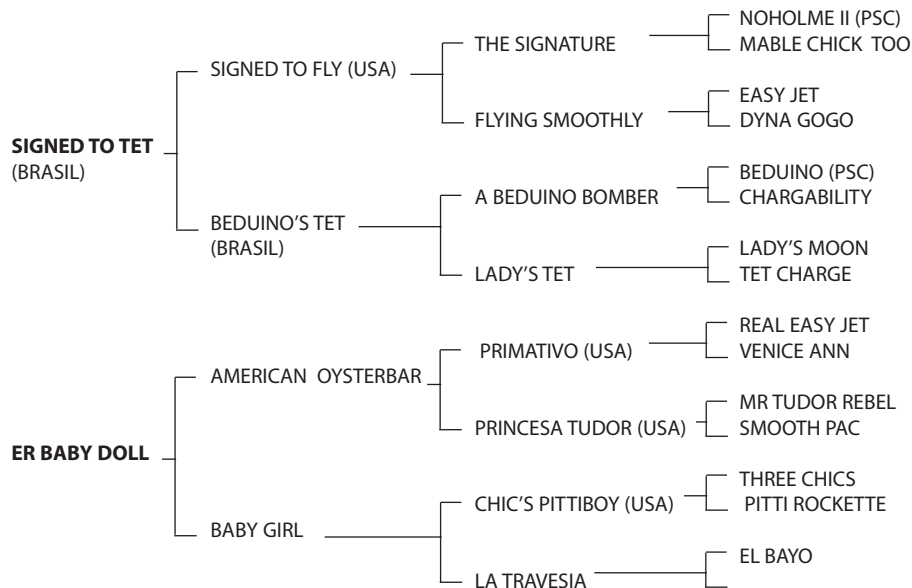 NOHOLME II (PSC)
THE SIGNATURE
MABLE CHICK TOO
SIGNED TO FLY (USA)
EASY JET
FLYING SMOOTHLY
DYNA GOGO
SIGNED TO TET
(BRASIL)
BEDUINO (PSC)
A BEDUINO BOMBER
CHARGABILITY
BEDUINO'S TET
(BRASIL)
LADY'S MOON
LADY'S TET
TET CHARGE
REAL EASY JET
PRIMATIVO (USA)
VENICE ANN
AMERICAN OYSTERBAR
MR TUDOR REBEL
PRINCESA TUDOR (USA)
SMOOTH PAC
ER BABY DOLL
THREE CHICS
CHIC'S PITTIBOY (USA)
PITTI ROCKETTE
BABY GIRL
EL BAYO
LA TRAVESIA